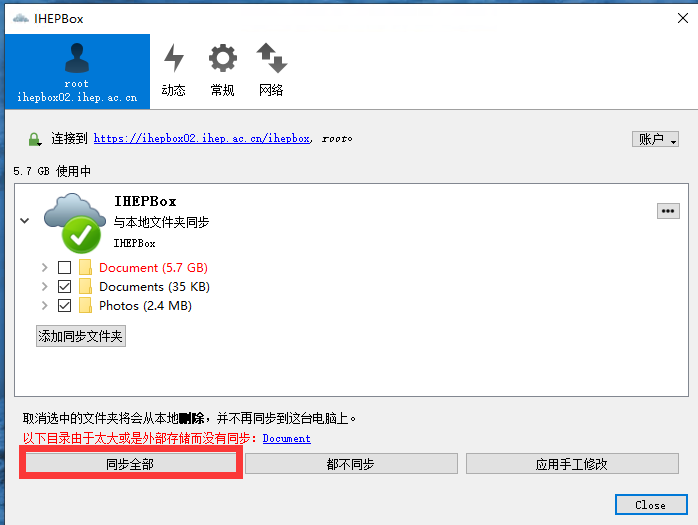 IHEPBox
root
ihepbox02.ihep.ac.cn
动态
常规
网络
连接到 https://ihepbox02.ihep.ac.cn/ihepbox, root。
账户
5.7 GB 使用中
IHEPBox
与本地文件夹同步
IHEPBox
Document (5.7 GB)
Documents (35 KB)
Photos (2.4 MB)
添加同步文件夹
取消选中的文件夹将会从本地删除，并不再同步到这台电脑上。
以下目录由于太大或是外部存储而没有同步：Document
同步全部
都不同步
应用手工修改
Close